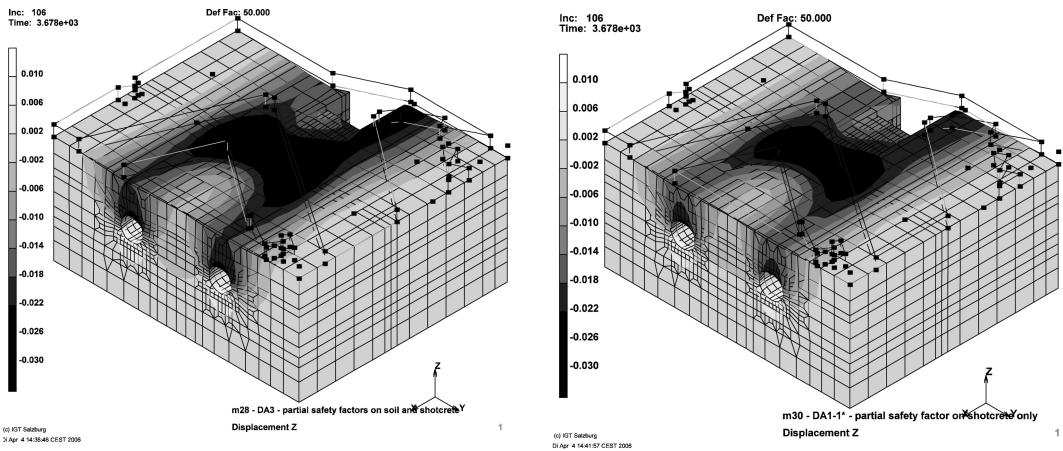 Inc: 106
Time: 3.678e+03
Def Fac: 50.000
0.010
0.006
0.002
-0.002
-0.006
-0.010
-0.014
-0.018
-0.022
-0.026
-0.030
Z
Y
m28 - DA3 - partial safety factors on soil and shotcrete
Displacement Z
1
(c) IGT Salzburg
Di Apr 4 14:36:46 CEST 2006
Inc: 106
Time: 3.678e+03
Def Fac: 50.000
0.010
0.006
0.002
-0.002
-0.006
-0.010
-0.014
-0.018
-0.022
-0.026
-0.030
Z
Y
m30 - DA1-1* - partial safety factor on shotcrete only
Displacement Z
1
(c) IGT Salzburg
Di Apr 4 14:41:57 CEST 2006